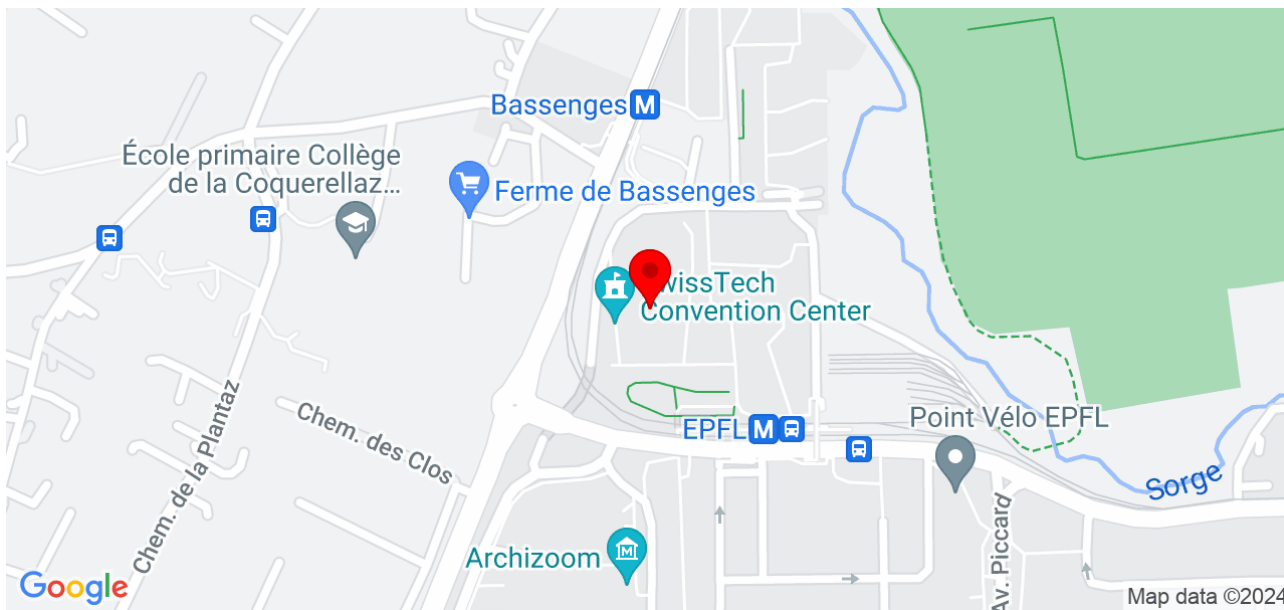 Bassenges M
École primaire Collège
de la Coquerellaz...
Ferme de Bassenges
wissTech
Convention Center
Chem. de la Plantaz
Chem. des Clos
EPFL M
Point Vélo EPFL
Sorge
Av. Piccard
Archizoom
M
Google
Map data ©2024